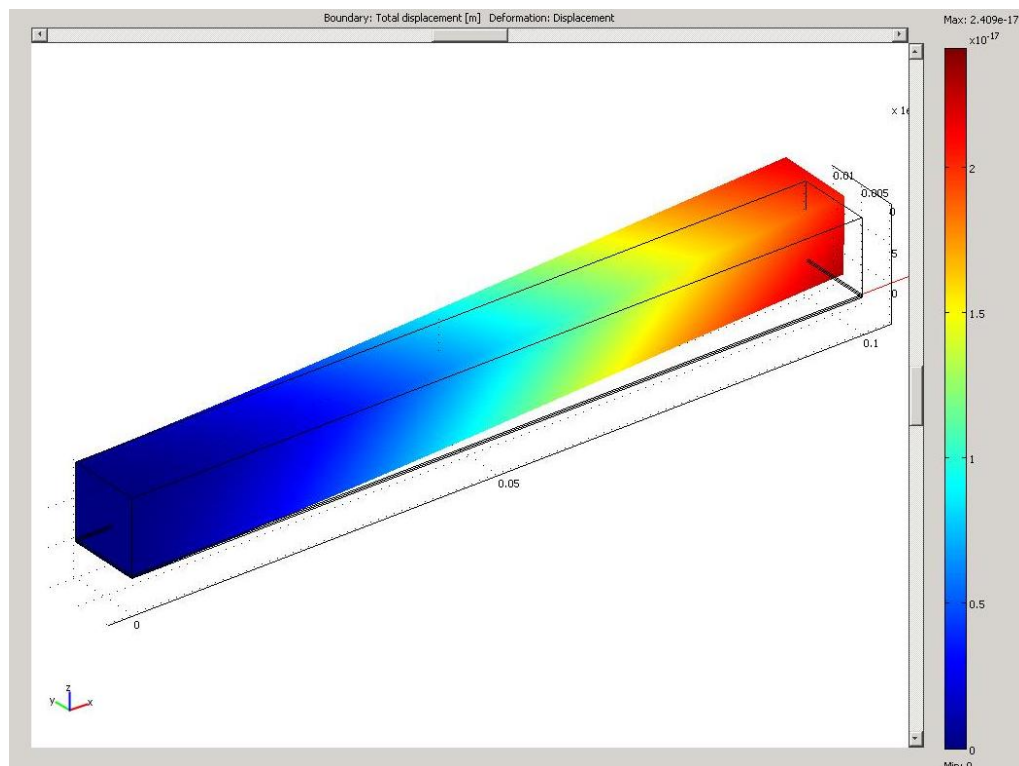 Boundary: Total displacement [m] Deformation: Displacement
Max: 2.409e-17
x10-17
x 1e
0.01
0.005
0
5
0
0.1
0.05
0
2
1.5
1
0.5
0
z
y
x
Min: 0